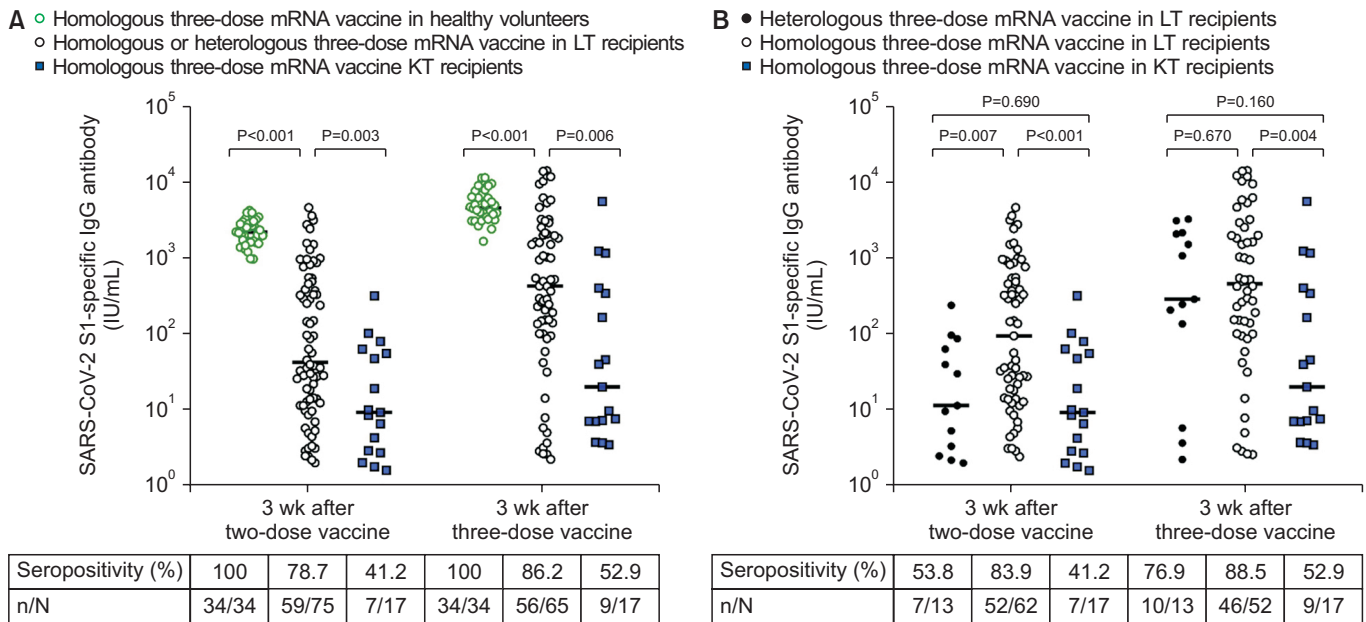 A
Homologous three-dose mRNA vaccine in healthy volunteers
Homologous or heterologous three-dose mRNA vaccine in LT recipients
Homologous three-dose mRNA vaccine KT recipients
SARS-CoV-2 S1-specific IgG antibody
(IU/mL)
10^5
10^4
10^3
10^2
10^1
10^0
P<0.001
P=0.003
P<0.001
P=0.006
3 wk after
two-dose vaccine
3 wk after
three-dose vaccine
Seropositivity (%) 100 78.7 41.2 100 86.2 52.9
n/N 34/34 59/75 7/17 34/34 56/65 9/17
B
Heterologous three-dose mRNA vaccine in LT recipients
Homologous three-dose mRNA vaccine in LT recipients
Homologous three-dose mRNA vaccine in KT recipients
SARS-CoV-2 S1-specific IgG antibody
(IU/mL)
10^5
10^4
10^3
10^2
10^1
10^0
P=0.690
P=0.007
P<0.001
P=0.160
P=0.670
P=0.004
3 wk after
two-dose vaccine
3 wk after
three-dose vaccine
Seropositivity (%) 53.8 83.9 41.2 76.9 88.5 52.9
n/N 7/13 52/62 7/17 10/13 46/52 9/17